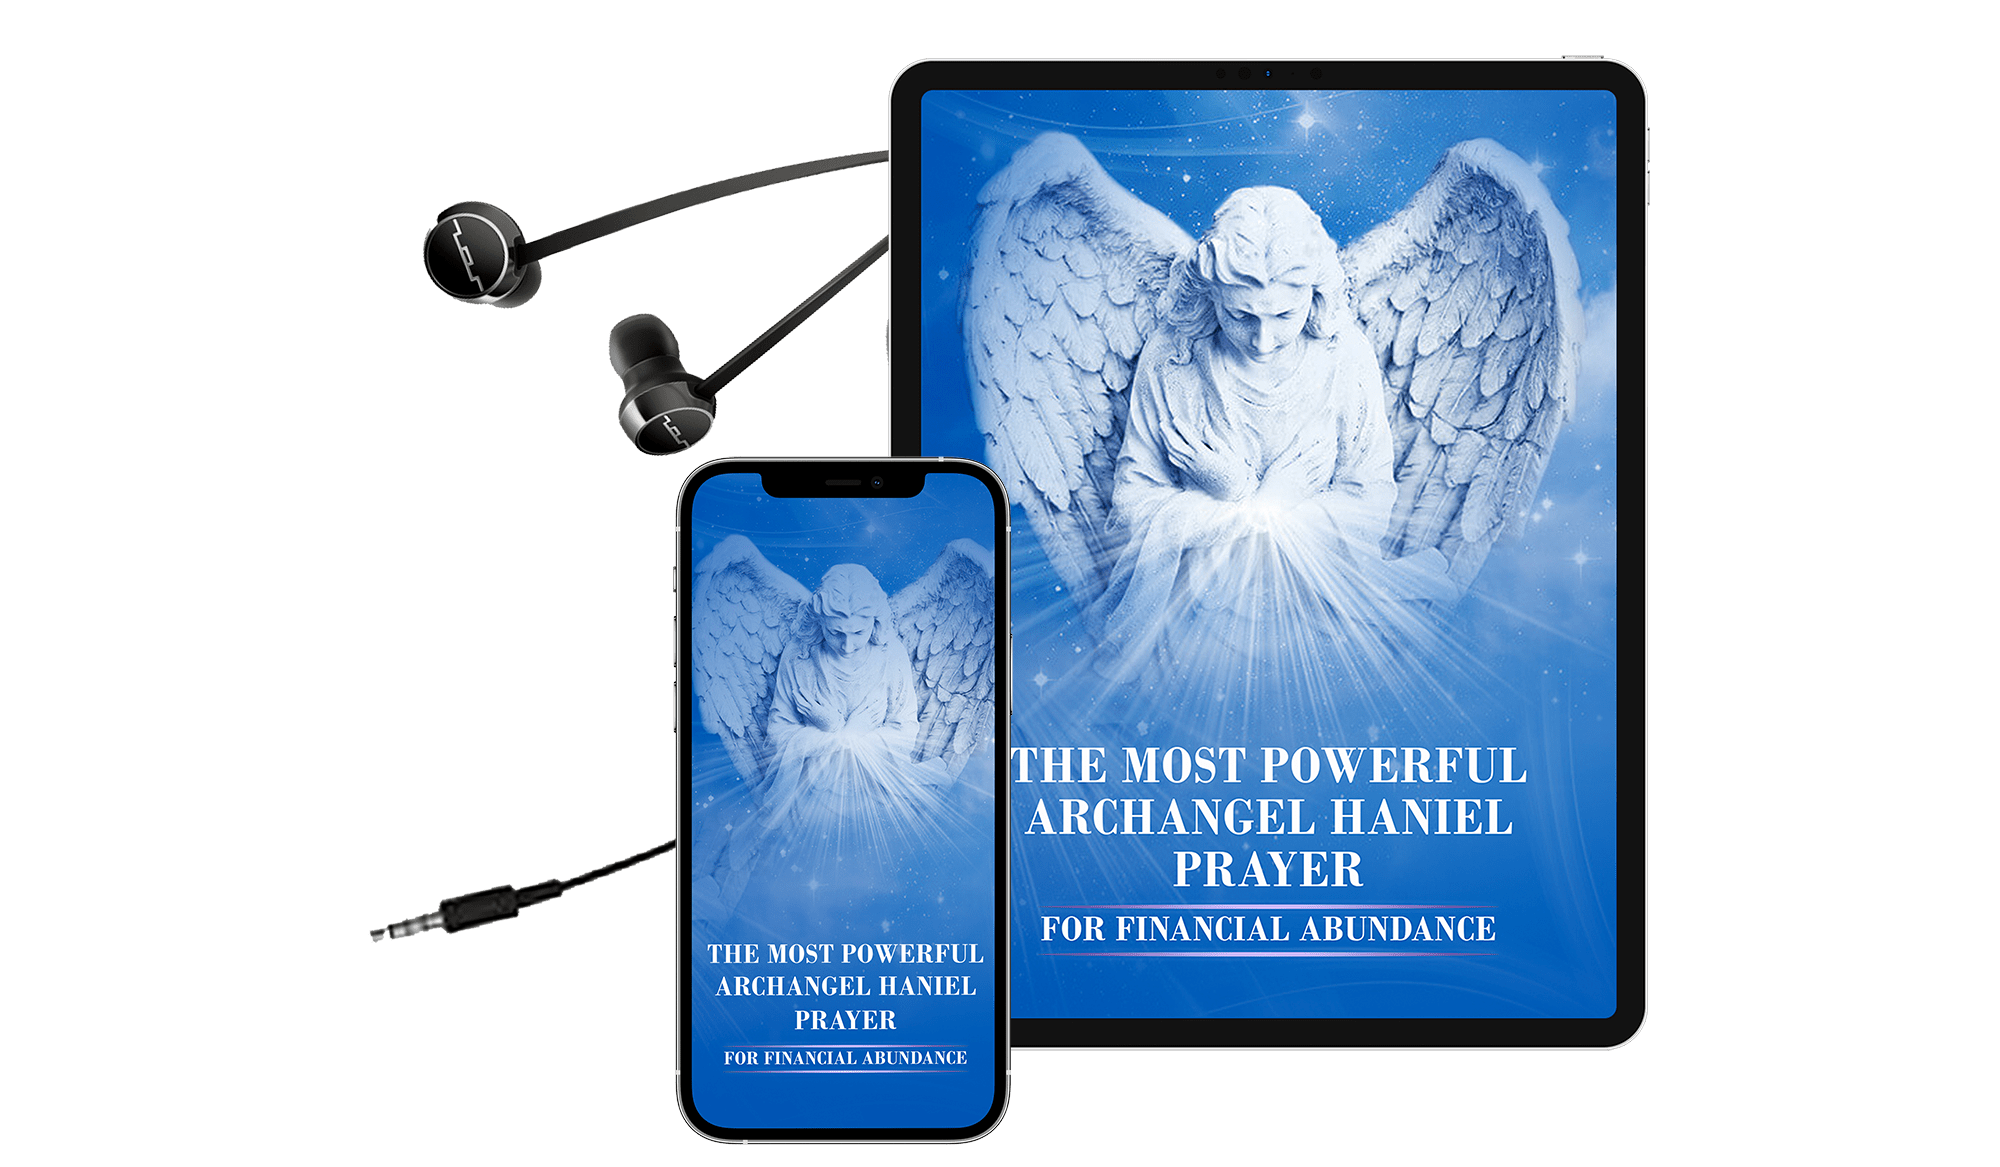 THE MOST POWERFUL
ARCHANGEL HANIEL
PRAYER
FOR FINANCIAL ABUNDANCE
THE MOST POWERFUL
ARCHANGEL HANIEL
PRAYER
FOR FINANCIAL ABUNDANCE